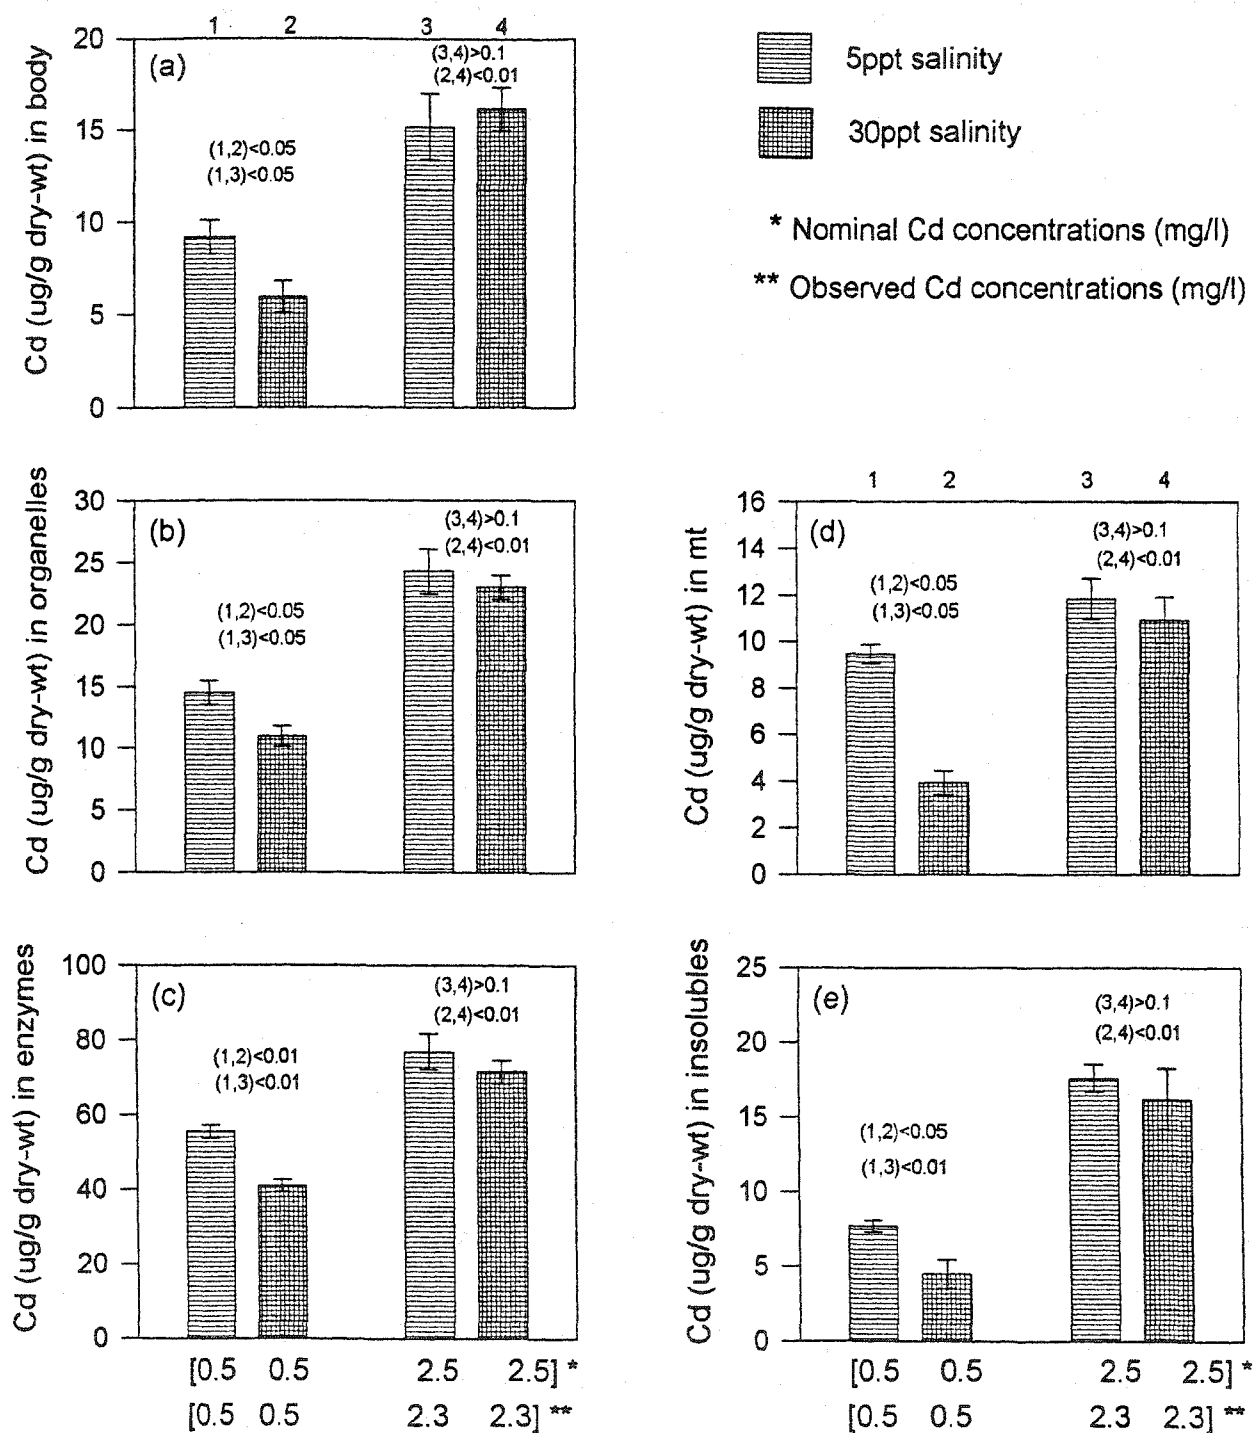 1 2 3 4
20
15
10
5
0
Cd (ug/g dry-wt) in body
(a)
(3,4)>0.1
(2,4)<0.01
(1,2)<0.05
(1,3)<0.05
5ppt salinity
30ppt salinity
* Nominal Cd concentrations (mg/l)
** Observed Cd concentrations (mg/l)
30
25
20
15
10
5
0
Cd (ug/g dry-wt) in organelles
(b)
(3,4)>0.1
(2,4)<0.01
(1,2)<0.05
(1,3)<0.05
1 2 3 4
16
14
12
10
8
6
4
2
0
Cd (ug/g dry-wt) in mt
(d)
(3,4)>0.1
(2,4)<0.01
(1,2)<0.05
(1,3)<0.05
100
80
60
40
20
0
Cd (ug/g dry-wt) in enzymes
(c)
(3,4)>0.1
(2,4)<0.01
(1,2)<0.01
(1,3)<0.01
[0.5 0.5 2.5 2.5] *
[0.5 0.5 2.3 2.3] **
25
20
15
10
5
0
Cd (ug/g dry-wt) in insolubles
(e)
(3,4)>0.1
(2,4)<0.01
(1,2)<0.05
(1,3)<0.01
[0.5 0.5 2.5 2.5] *
[0.5 0.5 2.3 2.3] **